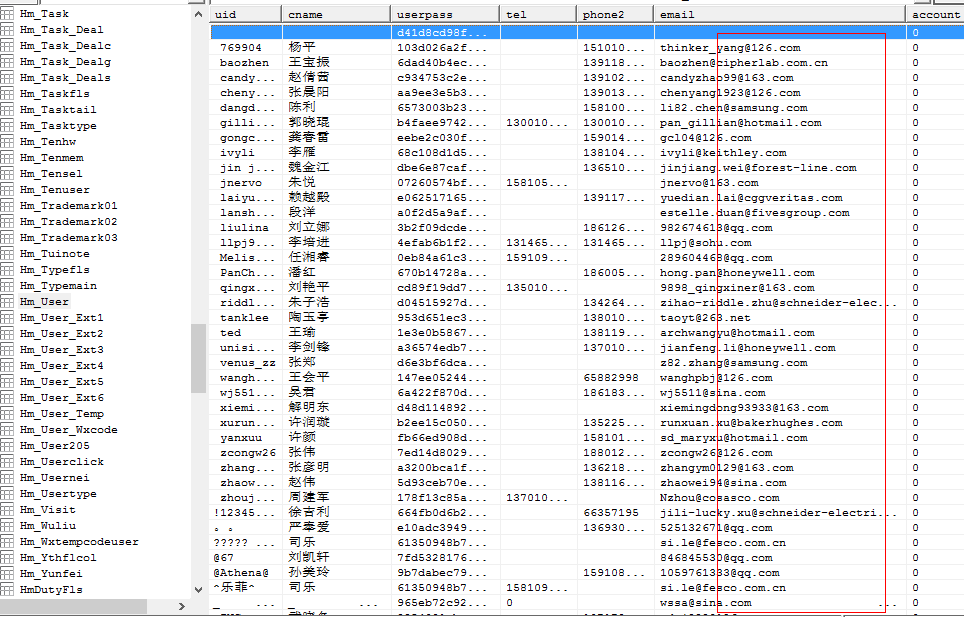 Hm_Task
Hm_Task_Deal
Hm_Task_Dealc
Hm_Task_Dealg
Hm_Task_Deals
Hm_Taskfls
Hm_Tasktail
Hm_Tasktype
Hm_Tenhw
Hm_Tenmem
Hm_Tensel
Hm_Tenuser
Hm_Trademark01
Hm_Trademark02
Hm_Trademark03
Hm_Tuinote
Hm_Typefls
Hm_Typemain
Hm_User
Hm_User_Ext1
Hm_User_Ext2
Hm_User_Ext3
Hm_User_Ext4
Hm_User_Ext5
Hm_User_Ext6
Hm_User_Temp
Hm_User_Wxcode
Hm_User205
Hm_Userclick
Hm_Usernei
Hm_Usertype
Hm_Visit
Hm_Wuliu
Hm_Wxtempcodeuser
Hm_Ythflcol
Hm_Yunfei
HmDutyFls
uid cname userpass tel phone2 email account
d41d8cd98f... 0
769904 杨平 103d026a2f... 151010... thinker_yang@126.com 0
baozhen 王宝振 6dad40b4ec... 139118... baozhen@cipherlab.com.cn 0
candy... 赵倩茜 c934753c2e... 139102... candyzhao99@163.com 0
cheny... 张晨阳 aa9ee3e5b3... 139013... chenyang1923@126.com 0
dangd... 陈利 6573003b23... 158100... li82.chen@samsung.com 0
gilli... 郭晓琨 b4faee9742... 130010... 130010... pan_gillian@hotmail.com 0
gongc... 龚春雷 eebe2c030f... 159014... gcl04@126.com 0
ivyli 李雁 68c108d1d5... 138104... ivyli@keithley.com 0
jin j... 魏金江 dbe6e87caf... 136510... jinjiang.wei@forest-line.com 0
jnervo 朱悦 07260574bf... 158105... jnervo@163.com 0
laiyu... 赖越殿 e062517165... 139117... yuedian.lai@cggveritas.com 0
lansh... 段洋 a0f2d5a9af... estelle.duan@fivesgroup.com 0
liulina 刘立娜 3b2f09dcde... 186126... 982674613@qq.com 0
llpj9... 李培进 4efab6b1f2... 131465... 131465... llpj@sohu.com 0
Melis... 任湘睿 0eb84a61c3... 159109... 289604463@qq.com 0
PanCh... 潘红 670b14728a... 186005... hong.pan@honeywell.com 0
qingx... 刘艳平 cd89f19dd7... 135010... 9898_qingxiner@163.com 0
riddl... 朱子浩 d04515927d... 134264... zihao-riddle.zhu@schneider-elec... 0
tanklee 陶玉亭 953d651ec3... 138010... taoyt@263.net 0
ted 王瑜 1e3e0b5867... 138119... archwangyu@hotmail.com 0
unisi... 李剑锋 a36574edb7... 137010... jianfeng.li@honeywell.com 0
venus_zz 张郑 d6e3bf6dca... z82.zhang@samsung.com 0
wangh... 王会平 147ee05244... 65882998 wanghpbj@126.com 0
wj551... 吴君 6a422f870d... 186183... wj5511@sina.com 0
xiemi... 解明东 d48d114892... xiemingdong93933@163.com 0
xurun... 许润璇 b2ee15c050... 135225... runxuan.xu@bakerhughes.com 0
yanxuu 许颜 fb66ed908d... 158101... sd_maryxu@hotmail.com 0
zcongw26 张伟 7ed14d8029... 188012... zcongw26@126.com 0
zhang... 张彦明 a3200bca1f... 136218... zhangym0129@163.com 0
zhaow... 赵伟 5d93ceb70e... 138116... zhaowei94@sina.com 0
zhouj... 周建军 178f13c85a... 137010... Nzhou@cosasco.com 0
!12345... 徐吉利 664fb0d6b2... 66357195 jili-lucky.xu@schneider-electri... 0
。。 严奉爱 e10adc3949... 136930... 525132671@qq.com 0
????? ... 司乐 61350948b7... si.le@fesco.com.cn 0
@67 刘凯轩 7fd5328176... 846845530@qq.com 0
@Athena@ 孙美玲 9b7dabec79... 159108... 1059761333@qq.com 0
^乐菲^ 司乐 61350948b7... 158109... si.le@fesco.com.cn 0
_ ... _ ... 965eb72c92... 0 wssa@sina.com ... 0